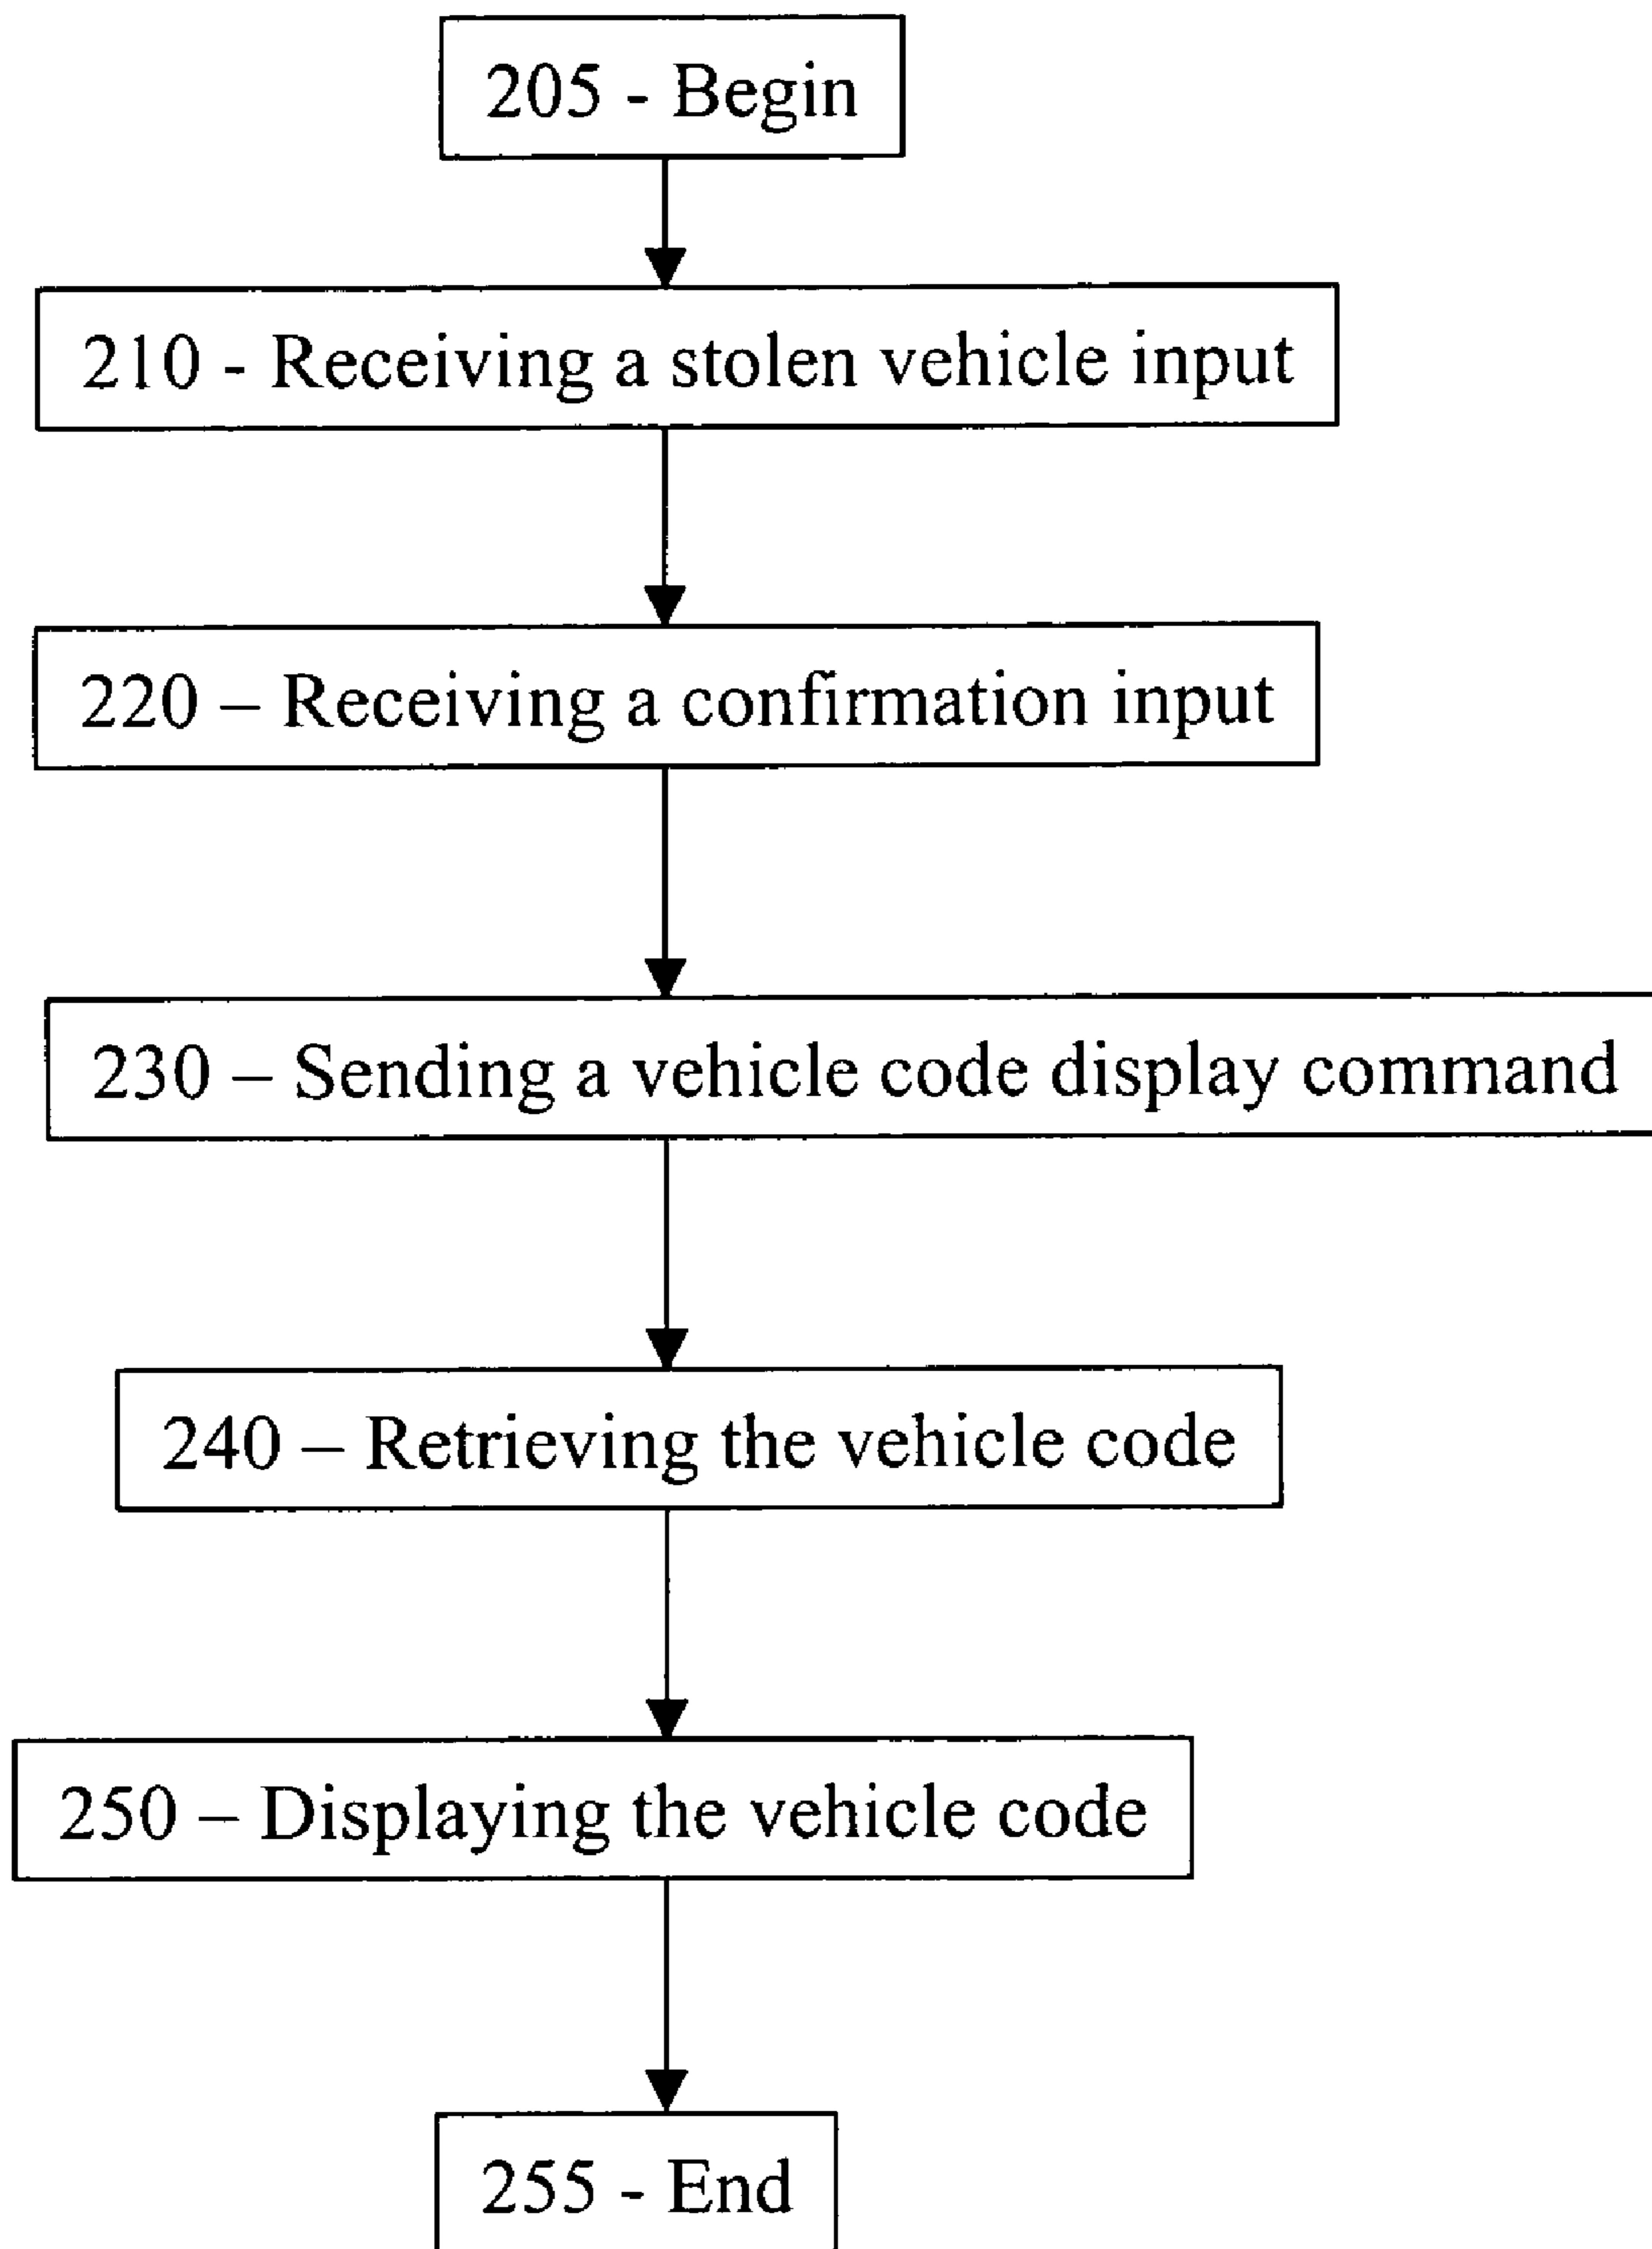 205 - Begin
210 - Receiving a stolen vehicle input
220 – Receiving a confirmation input
230 – Sending a vehicle code display command
240 – Retrieving the vehicle code
250 – Displaying the vehicle code
255 - End